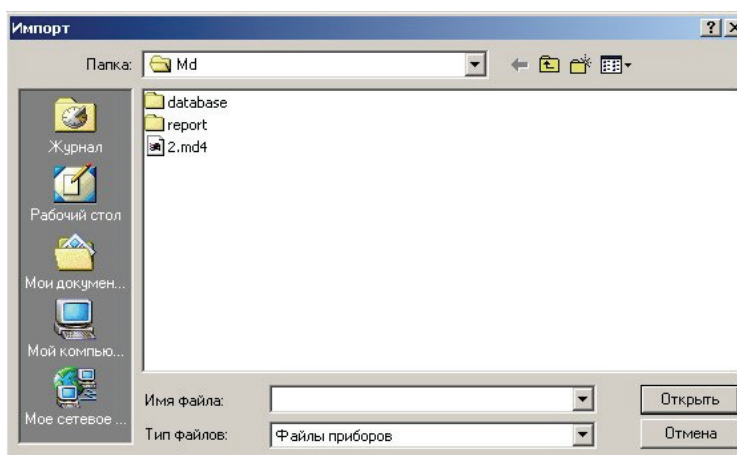 Импорт
Папка: Md
database
report
2.md4
Журнал
Рабочий стол
Мои докумен...
Мой компью...
Мое сетевое ...
Имя файла:
Открыть
Тип файлов: Файлы приборов
Отмена